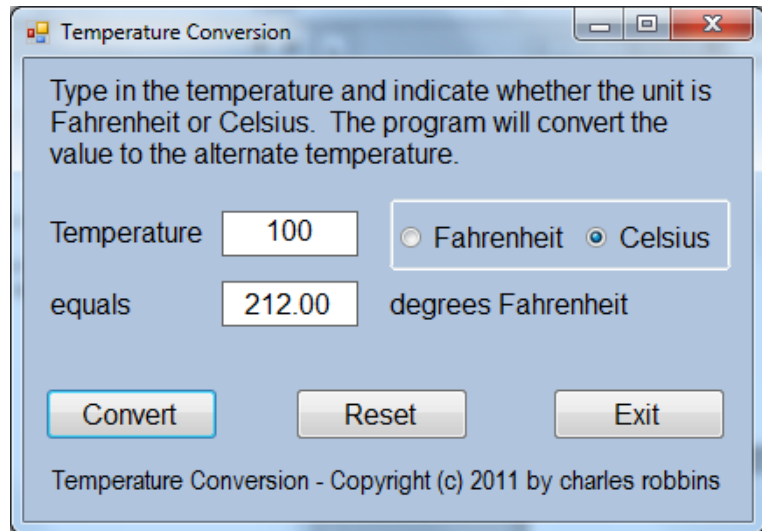 Temperature Conversion
Type in the temperature and indicate whether the unit is
Fahrenheit or Celsius.  The program will convert the
value to the alternate temperature.
Temperature 100 Fahrenheit Celsius
equals 212.00 degrees Fahrenheit
Convert Reset Exit
Temperature Conversion - Copyright (c) 2011 by charles robbins